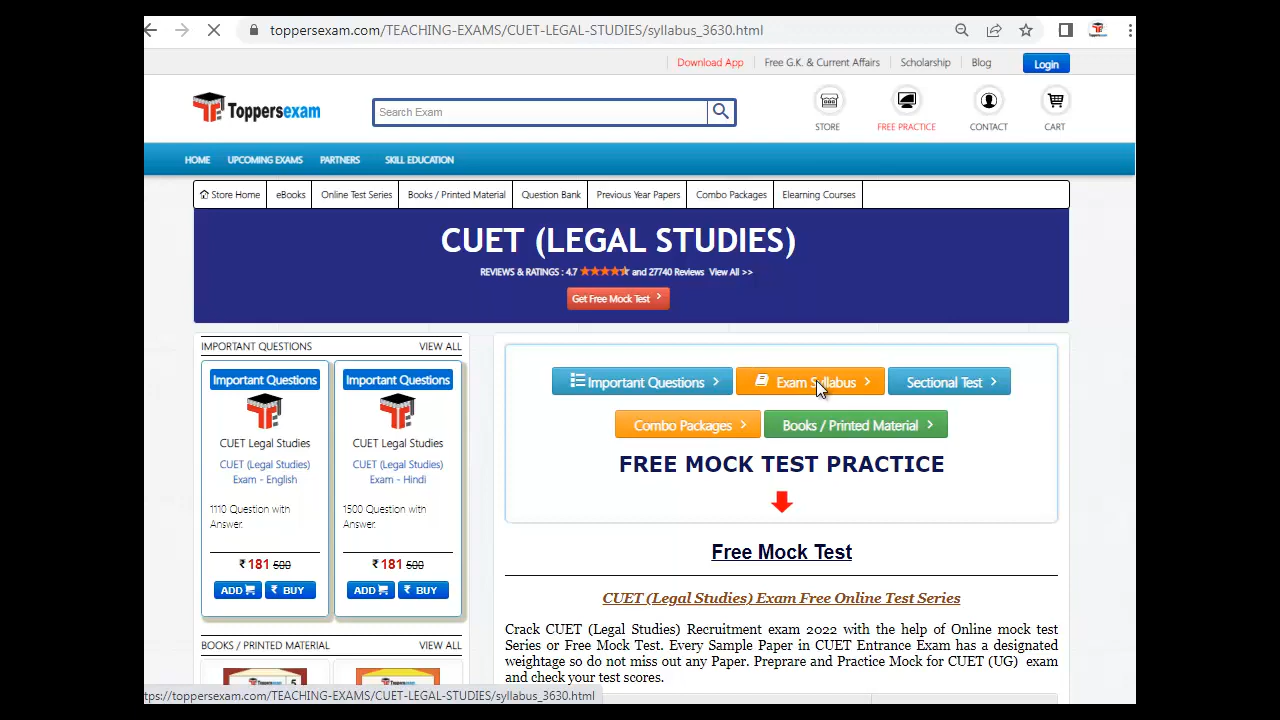 toppersexam.com/TEACHING-EXAMS/CUET-LEGAL-STUDIES/syllabus_3630.html
Download App Free G.K. & Current Affairs Scholarship Blog Login
Toppersexam
Search Exam
STORE FREE PRACTICE CONTACT CART
HOME UPCOMING EXAMS PARTNERS SKILL EDUCATION
Store Home eBooks Online Test Series Books / Printed Material Question Bank Previous Year Papers Combo Packages Elearning Courses
CUET (LEGAL STUDIES)
REVIEWS & RATINGS : 4.7 and 27740 Reviews View All >>
Get Free Mock Test
IMPORTANT QUESTIONS VIEW ALL
Important Questions
CUET Legal Studies
CUET (Legal Studies)
Exam - English
1110 Question with
Answer.
₹ 181 500
ADD ₹ BUY
Important Questions
CUET Legal Studies
CUET (Legal Studies)
Exam - Hindi
1500 Question with
Answer.
₹ 181 500
ADD ₹ BUY
BOOKS / PRINTED MATERIAL VIEW ALL
Toppersexam 5
Toppersexam
Important Questions Exam Syllabus Sectional Test
Combo Packages Books / Printed Material
FREE MOCK TEST PRACTICE
Free Mock Test
CUET (Legal Studies) Exam Free Online Test Series
Crack CUET (Legal Studies) Recruitment exam 2022 with the help of Online mock test
Series or Free Mock Test. Every Sample Paper in CUET Entrance Exam has a designated
weightage so do not miss out any Paper. Preprare and Practice Mock for CUET (UG) exam
and check your test scores.
tps://toppersexam.com/TEACHING-EXAMS/CUET-LEGAL-STUDIES/syllabus_3630.html